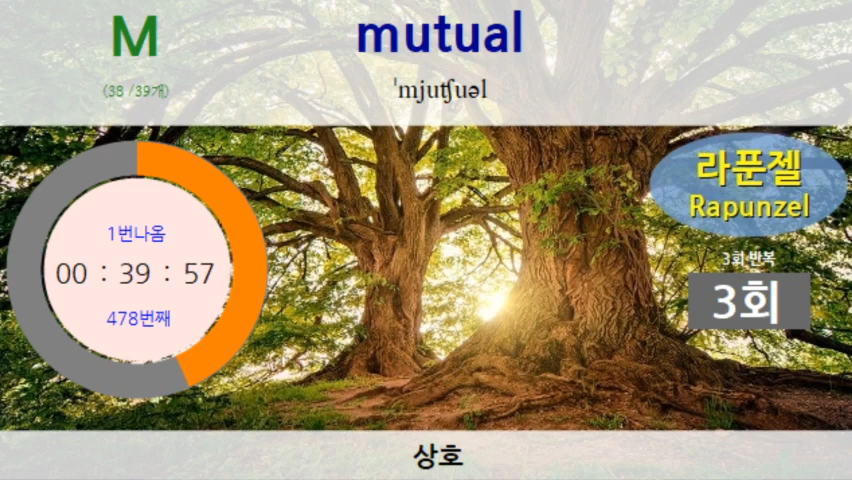 M
(38 /39개)
mutual
ˈmjuʧuəl
라푼젤
Rapunzel
1번나옴
00 : 39 : 57
478번째
3회 반복
3회
상호